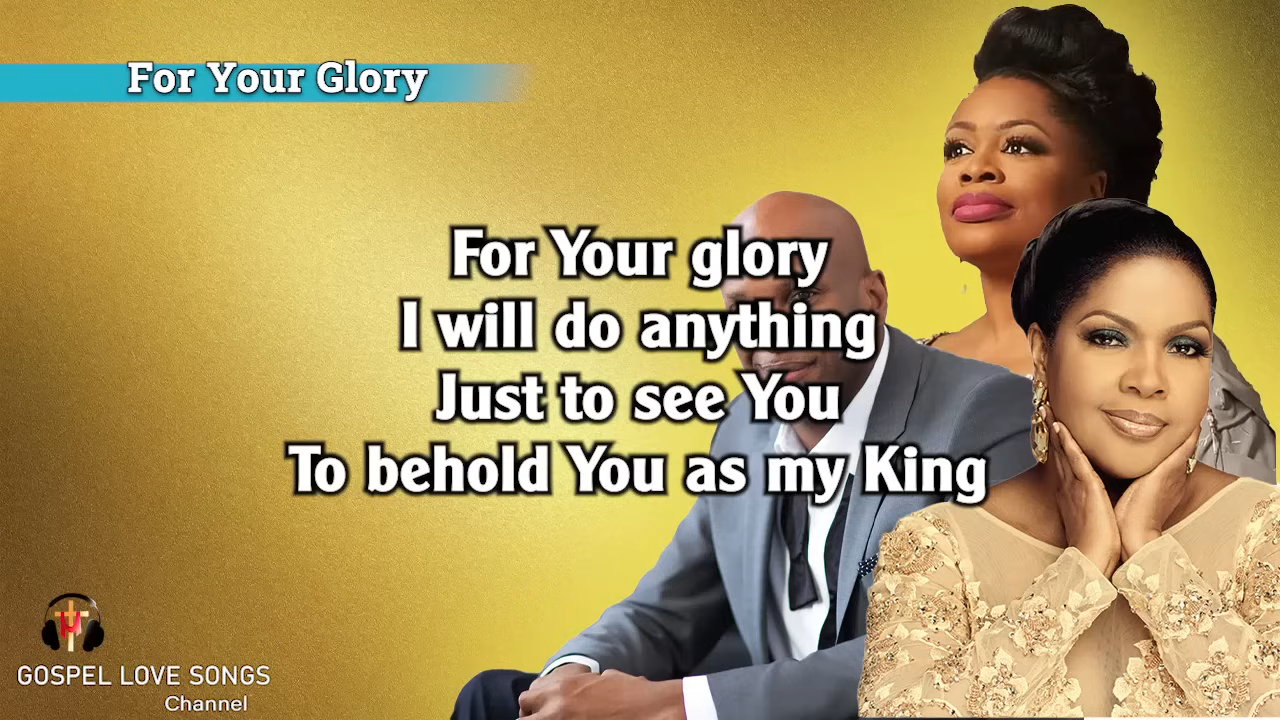 For Your Glory
For Your glory
I will do anything
Just to see You
To behold You as my King
GOSPEL LOVE SONGS
Channel